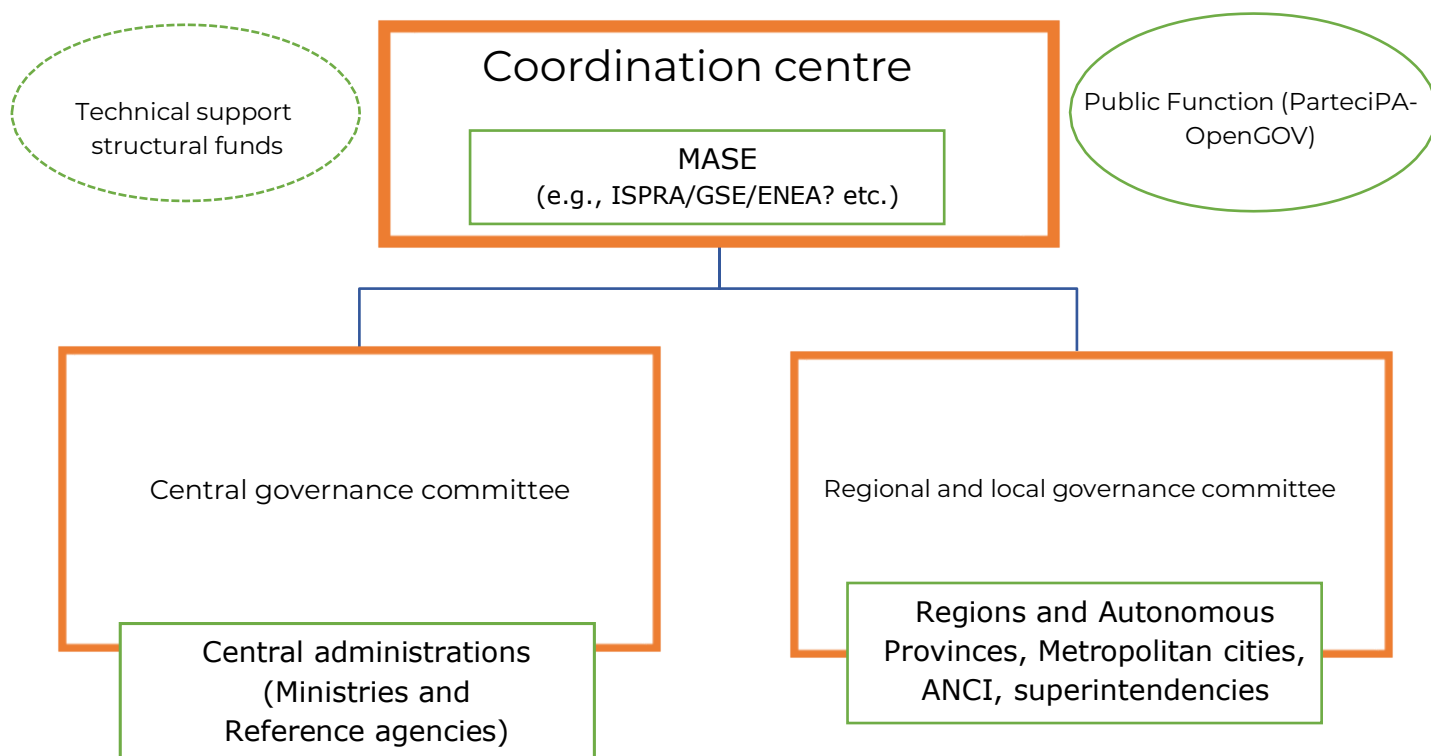 Coordination centre
Technical support
structural funds
MASE
(e.g., ISPRA/GSE/ENEA? etc.)
Public Function (ParteciPA-
OpenGOV)
Central governance committee
Regional and local governance committee
Central administrations
(Ministries and
Reference agencies)
Regions and Autonomous
Provinces, Metropolitan cities,
ANCI, superintendencies